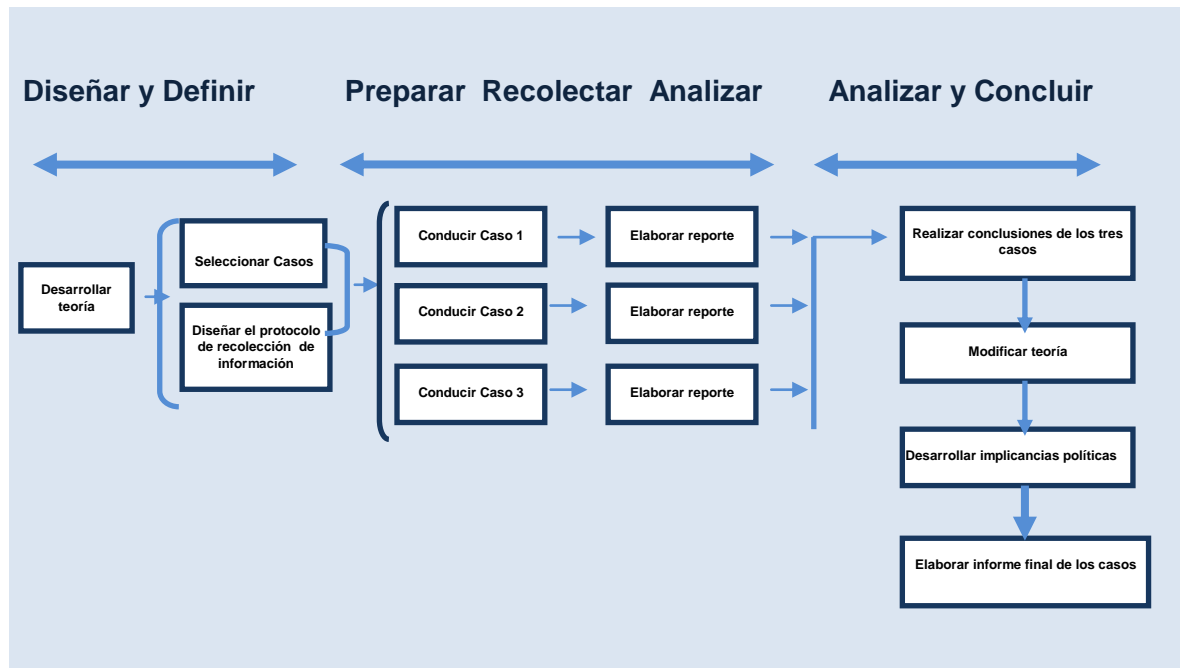 Diseñar y Definir
Preparar Recolectar Analizar
Analizar y Concluir
Desarrollar
teoría
Seleccionar Casos
Diseñar el protocolo
de recolección de
información
Conducir Caso 1
Elaborar reporte
Conducir Caso 2
Elaborar reporte
Conducir Caso 3
Elaborar reporte
Realizar conclusiones de los tres
casos
Modificar teoría
Desarrollar implicancias políticas
Elaborar informe final de los casos